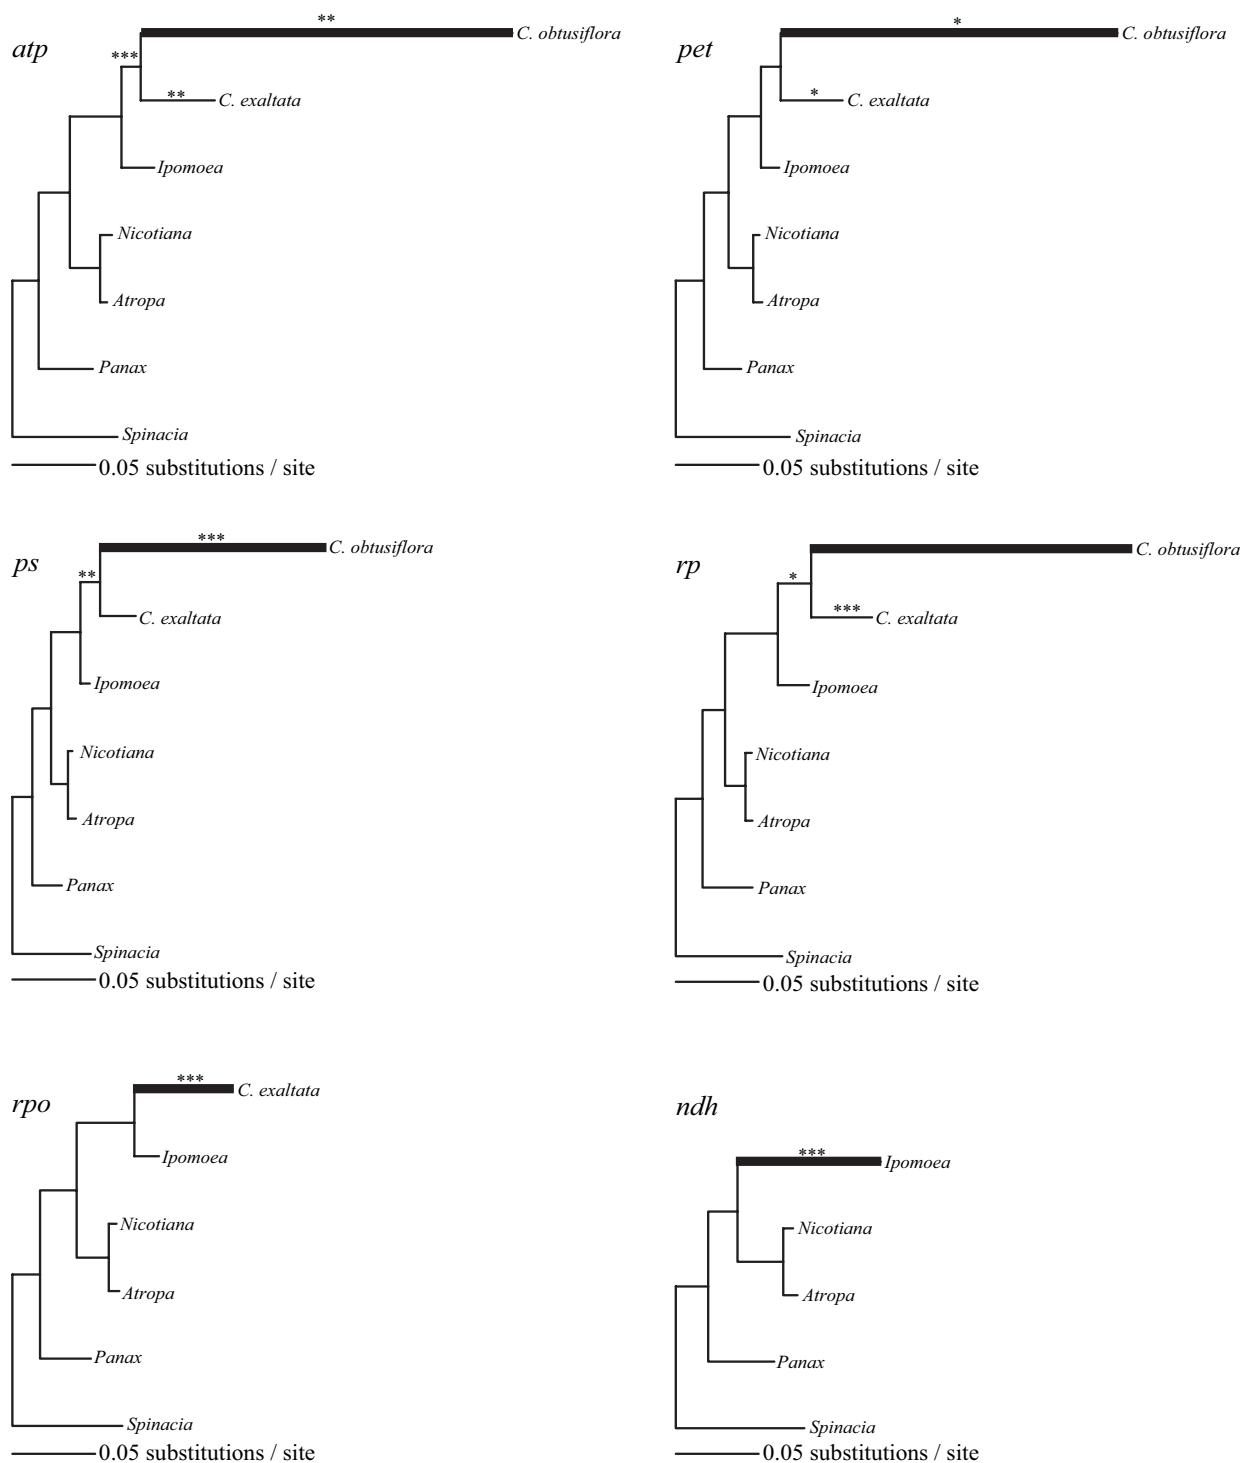 atp
**
C. obtusiflora
***
**
C. exaltata
Ipomoea
Nicotiana
Atropa
Panax
Spinacia
0.05 substitutions / site
pet
*
C. obtusiflora
*
C. exaltata
Ipomoea
Nicotiana
Atropa
Panax
Spinacia
0.05 substitutions / site
ps
***
C. obtusiflora
**
C. exaltata
Ipomoea
Nicotiana
Atropa
Panax
Spinacia
0.05 substitutions / site
rp
C. obtusiflora
*
***
C. exaltata
Ipomoea
Nicotiana
Atropa
Panax
Spinacia
0.05 substitutions / site
rpo
***
C. exaltata
Ipomoea
Nicotiana
Atropa
Panax
Spinacia
0.05 substitutions / site
ndh
***
Ipomoea
Nicotiana
Atropa
Panax
Spinacia
0.05 substitutions / site